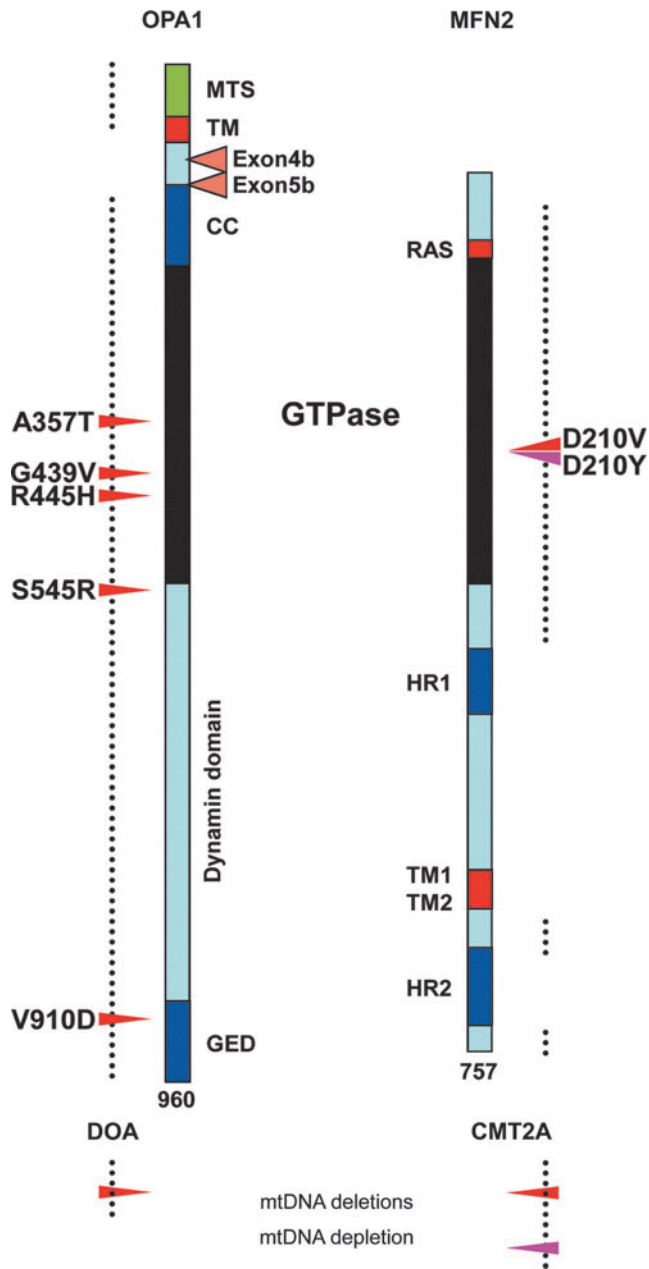 OPA1
MFN2
MTS
TM
Exon4b
Exon5b
CC
RAS
GTPase
A357T
G439V
R445H
D210V
D210Y
S545R
HR1
Dynamin domain
TM1
TM2
HR2
V910D
GED
960
757
DOA
CMT2A
mtDNA deletions
mtDNA depletion